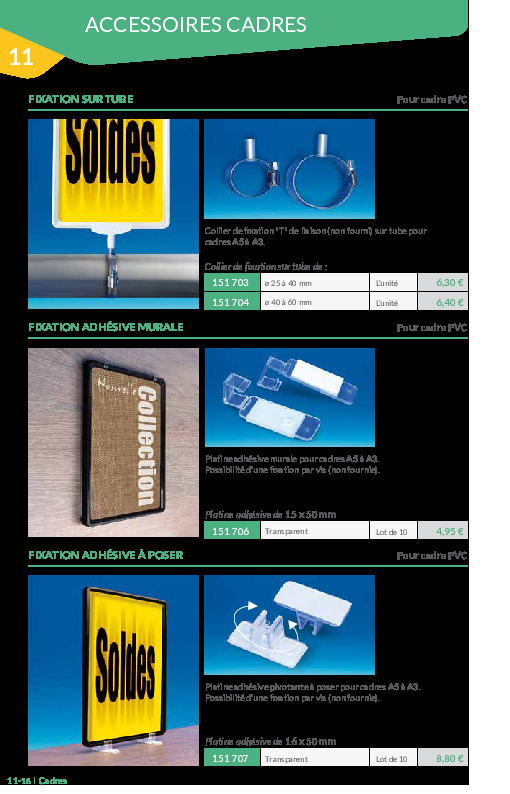 ACCESSOIRES CADRES
11
FIXATION SUR TUBE
Pour cadre PVC
Soldes
Collier de fixation "T" de liaison (non fourni) sur tube pour
cadres A5 à A3.
Collier de fixation sur tube de :
151 703 ø 25 à 40 mm L'unité 6,30 €
151 704 ø 40 à 60 mm L'unité 6,40 €
FIXATION ADHÉSIVE MURALE
Pour cadre PVC
Nouvelle
Collection
Platine adhésive murale pour cadres A5 à A3.
Possibilité d'une fixation par vis (non fournie).
Platine adhésive de 15 x 50 mm
151 706 Transparent Lot de 10 4,95 €
FIXATION ADHÉSIVE À POSER
Pour cadre PVC
Soldes
Platine adhésive pivotante à poser pour cadres A5 à A3.
Possibilité d'une fixation par vis (non fournie).
Platine adhésive de 16 x 50 mm
151 707 Transparent Lot de 10 8,80 €
11-16 | Cadres